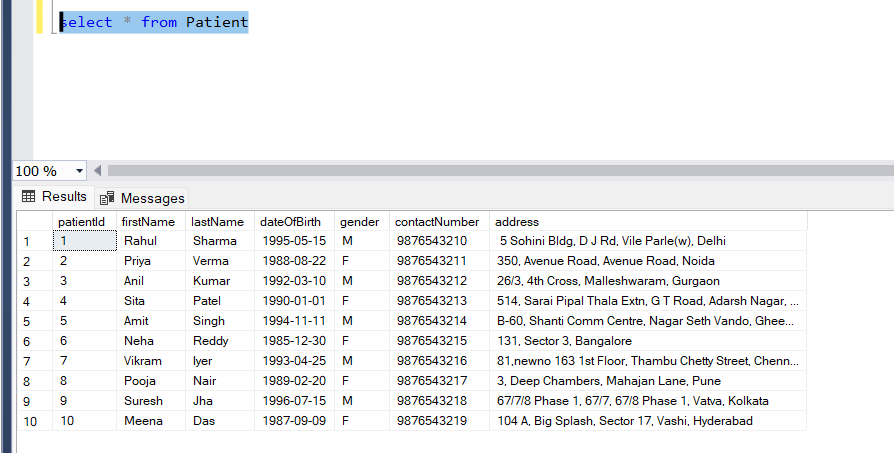 select * from Patient
100 %
Results Messages
patientId firstName lastName dateOfBirth gender contactNumber address
1 1 Rahul Sharma 1995-05-15 M 9876543210 5 Sohini Bldg, D J Rd, Vile Parle(w), Delhi
2 2 Priya Verma 1988-08-22 F 9876543211 350, Avenue Road, Avenue Road, Noida
3 3 Anil Kumar 1992-03-10 M 9876543212 26/3, 4th Cross, Malleshwaram, Gurgaon
4 4 Sita Patel 1990-01-01 F 9876543213 514, Sarai Pipal Thala Extn, G T Road, Adarsh Nagar, ...
5 5 Amit Singh 1994-11-11 M 9876543214 B-60, Shanti Comm Centre, Nagar Seth Vando, Ghee...
6 6 Neha Reddy 1985-12-30 F 9876543215 131, Sector 3, Bangalore
7 7 Vikram Iyer 1993-04-25 M 9876543216 81,newno 163 1st Floor, Thambu Chetty Street, Chenn...
8 8 Pooja Nair 1989-02-20 F 9876543217 3, Deep Chambers, Mahajan Lane, Pune
9 9 Suresh Jha 1996-07-15 M 9876543218 67/7/8 Phase 1, 67/7, 67/8 Phase 1, Vatva, Kolkata
10 10 Meena Das 1987-09-09 F 9876543219 104 A, Big Splash, Sector 17, Vashi, Hyderabad